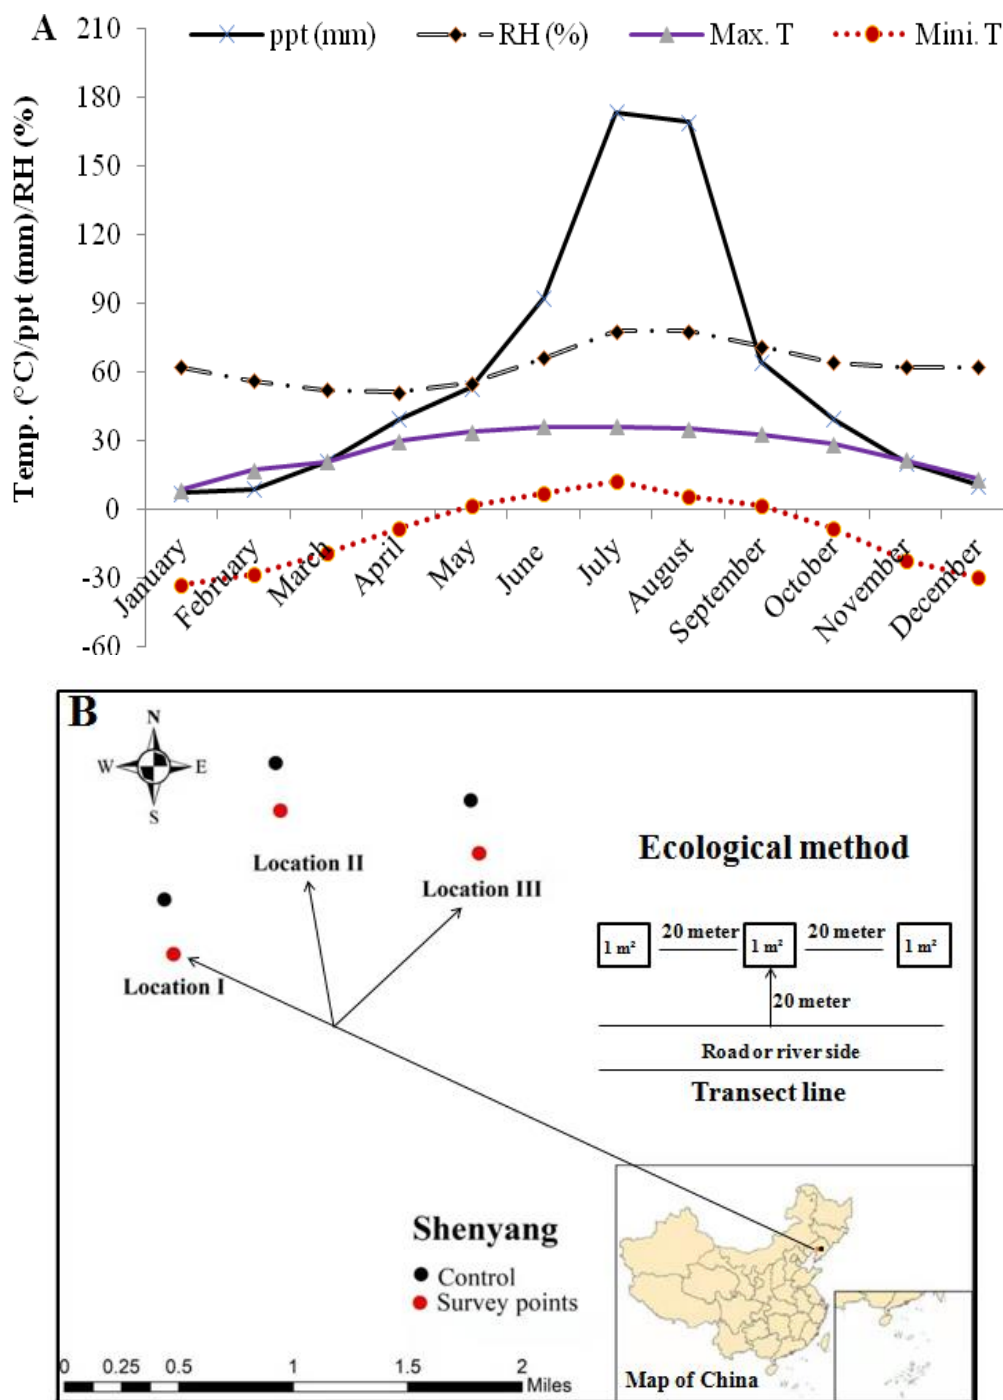 A
ppt (mm) RH (%) Max. T Mini. T
Temp. (°C)/ppt (mm)/RH (%)
210
180
150
120
90
60
30
0
-30
-60
January February March April May June July August September October November December
B
N
W E
S
Location II
Location III
Location I
Ecological method
1 m² 20 meter 1 m² 20 meter 1 m²
20 meter
Road or river side
Transect line
Shenyang
Control
Survey points
0 0.25 0.5 1 1.5 2
Miles
Map of China